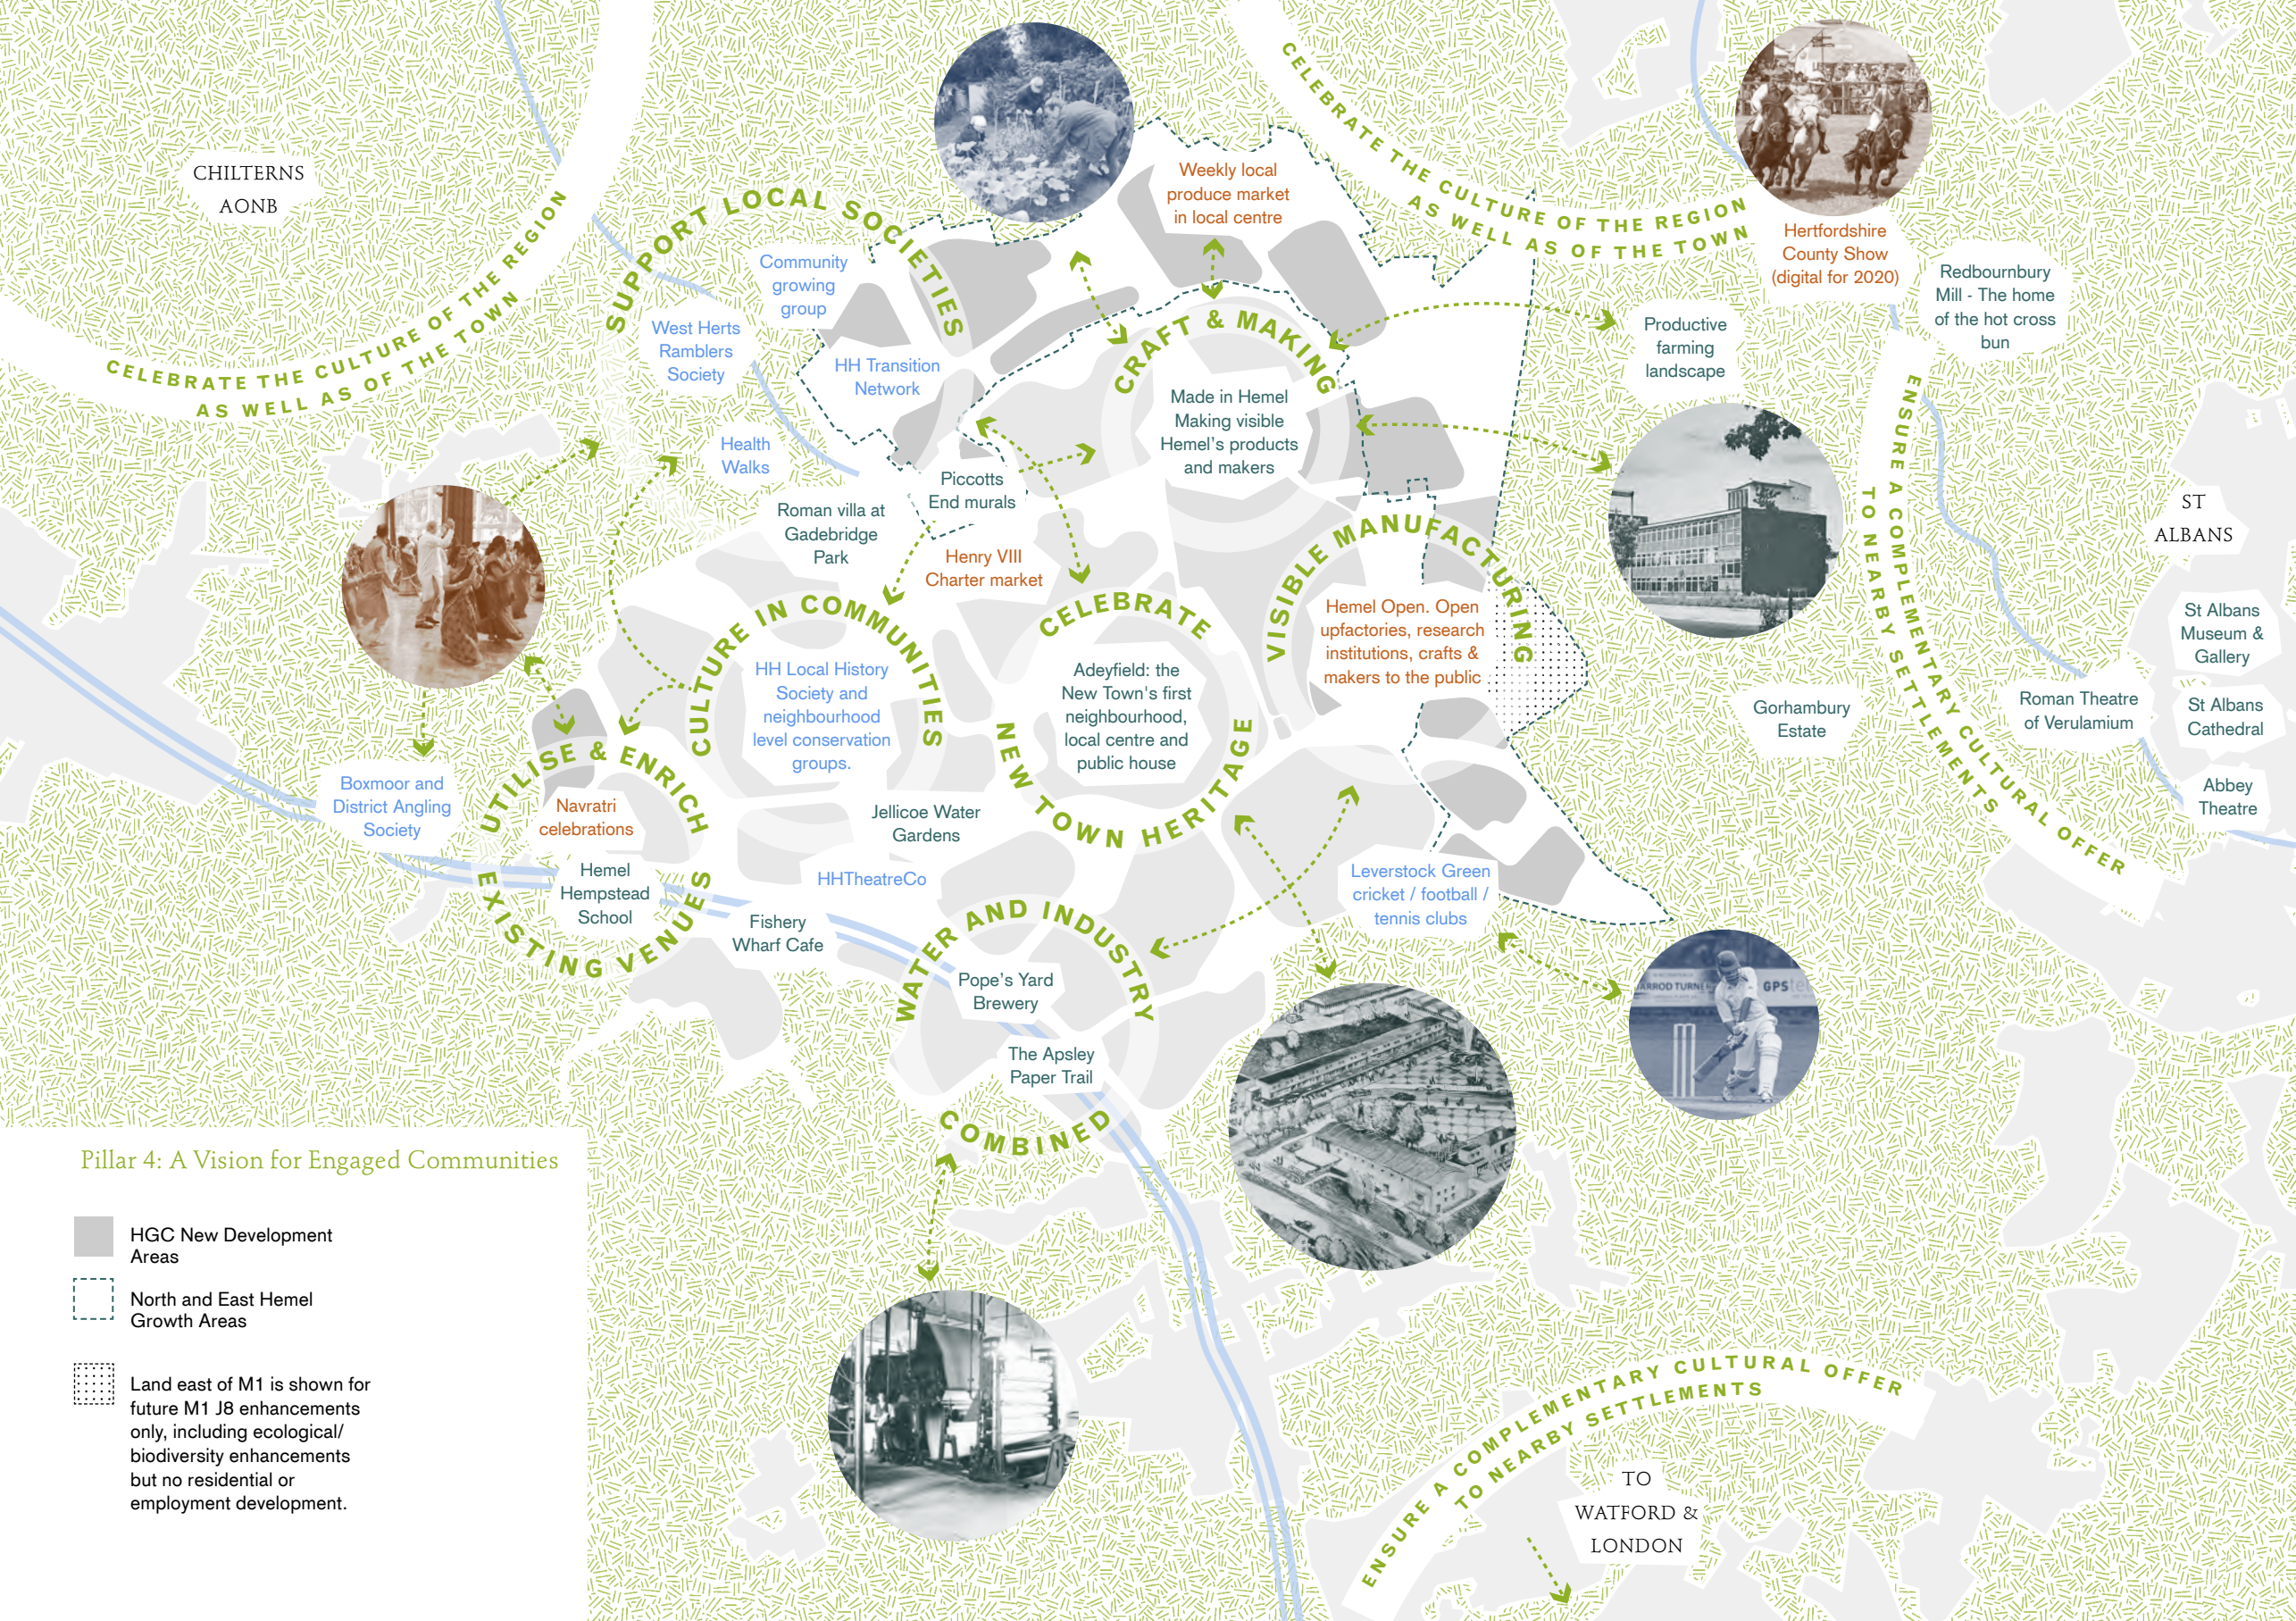 CHILTERNS
AONB
CELEBRATE THE CULTURE OF THE REGION
AS WELL AS OF THE TOWN
SUPPORT LOCAL SOCIETIES
Community
growing
group
West Herts
Ramblers
Society
HH Transition
Network
Health
Walks
Weekly local
produce market
in local centre
CELEBRATE THE CULTURE OF THE REGION
AS WELL AS OF THE TOWN
Hertfordshire
County Show
(digital for 2020)
Redbournbury
Mill - The home
of the hot cross
bun
Productive
farming
landscape
CRAFT & MAKING
Made in Hemel
Making visible
Hemel's products
and makers
Piccotts
End murals
Roman villa at
Gadebridge
Park
Henry VIII
Charter market
ENSURE A COMPLEMENTARY CULTURAL OFFER
TO NEARBY SETTLEMENTS
ST
ALBANS
St Albans
Museum &
Gallery
Roman Theatre
of Verulamium
St Albans
Cathedral
Abbey
Theatre
Gorhambury
Estate
VISIBLE MANUFACTURING
Hemel Open. Open
upfactories, research
institutions, crafts &
makers to the public
CULTURE IN COMMUNITIES
HH Local History
Society and
neighbourhood
level conservation
groups.
CELEBRATE
NEW TOWN HERITAGE
Adeyfield: the
New Town's first
neighbourhood,
local centre and
public house
UTILISE & ENRICH
EXISTING VENUES
Navratri
celebrations
Hemel
Hempstead
School
Boxmoor and
District Angling
Society
Jellicoe Water
Gardens
HHTheatreCo
Fishery
Wharf Cafe
Leverstock Green
cricket / football /
tennis clubs
ARROD TURNER
GPS
WATER AND INDUSTRY
COMBINED
Pope's Yard
Brewery
The Apsley
Paper Trail
ENSURE A COMPLEMENTARY CULTURAL OFFER
TO NEARBY SETTLEMENTS
TO
WATFORD &
LONDON
Pillar 4: A Vision for Engaged Communities
HGC New Development
Areas
North and East Hemel
Growth Areas
Land east of M1 is shown for
future M1 J8 enhancements
only, including ecological/
biodiversity enhancements
but no residential or
employment development.